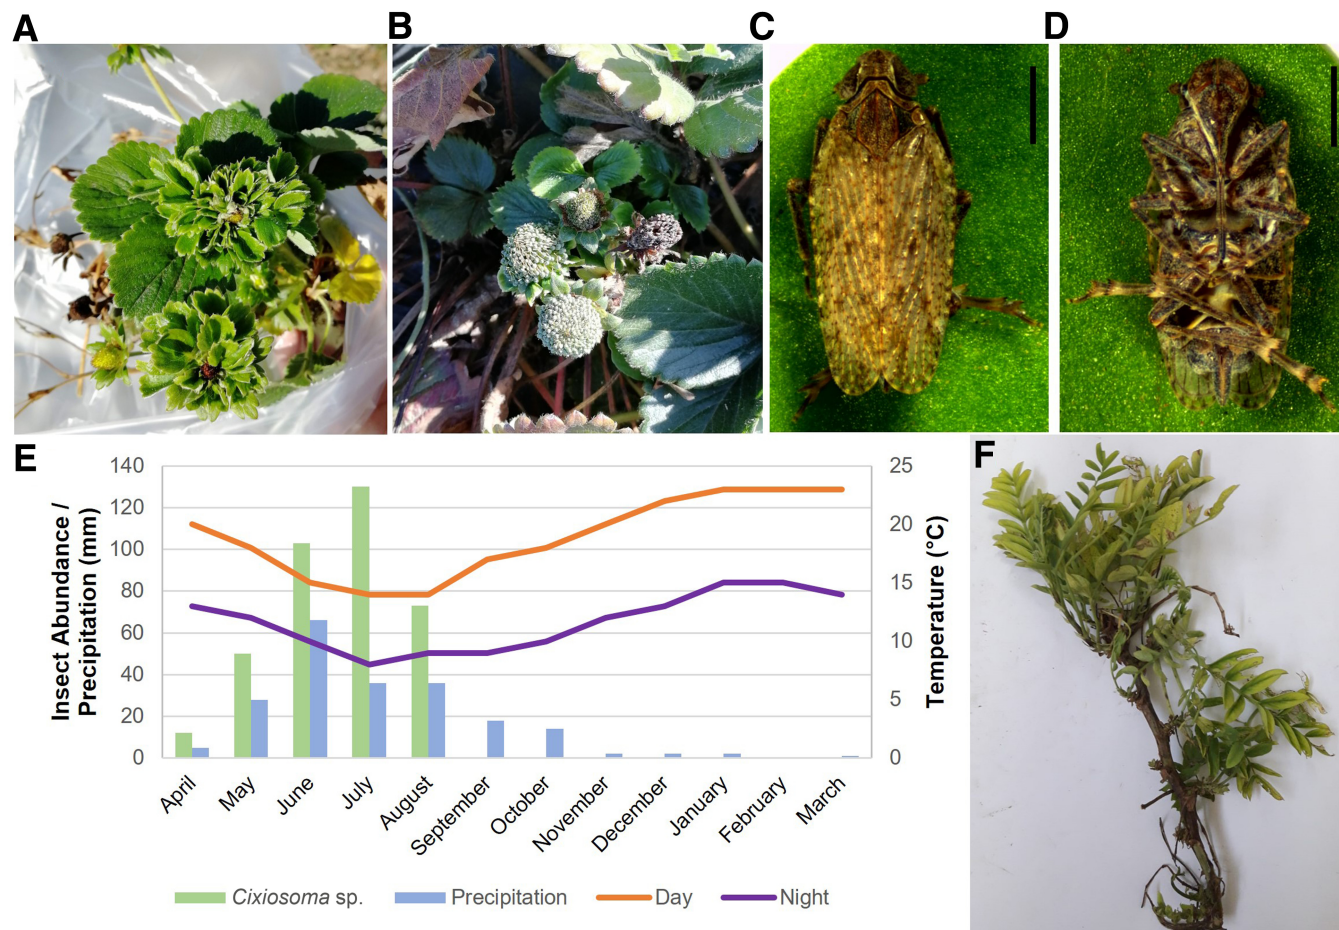 A
B
C
D
E
F
Insect Abundance /
Precipitation (mm)
140
120
100
80
60
40
20
0
25
20
15
10
5
0
Temperature (°C)
April
May
June
July
August
September
October
November
December
January
February
March
Cixiosoma sp.
Precipitation
Day
Night